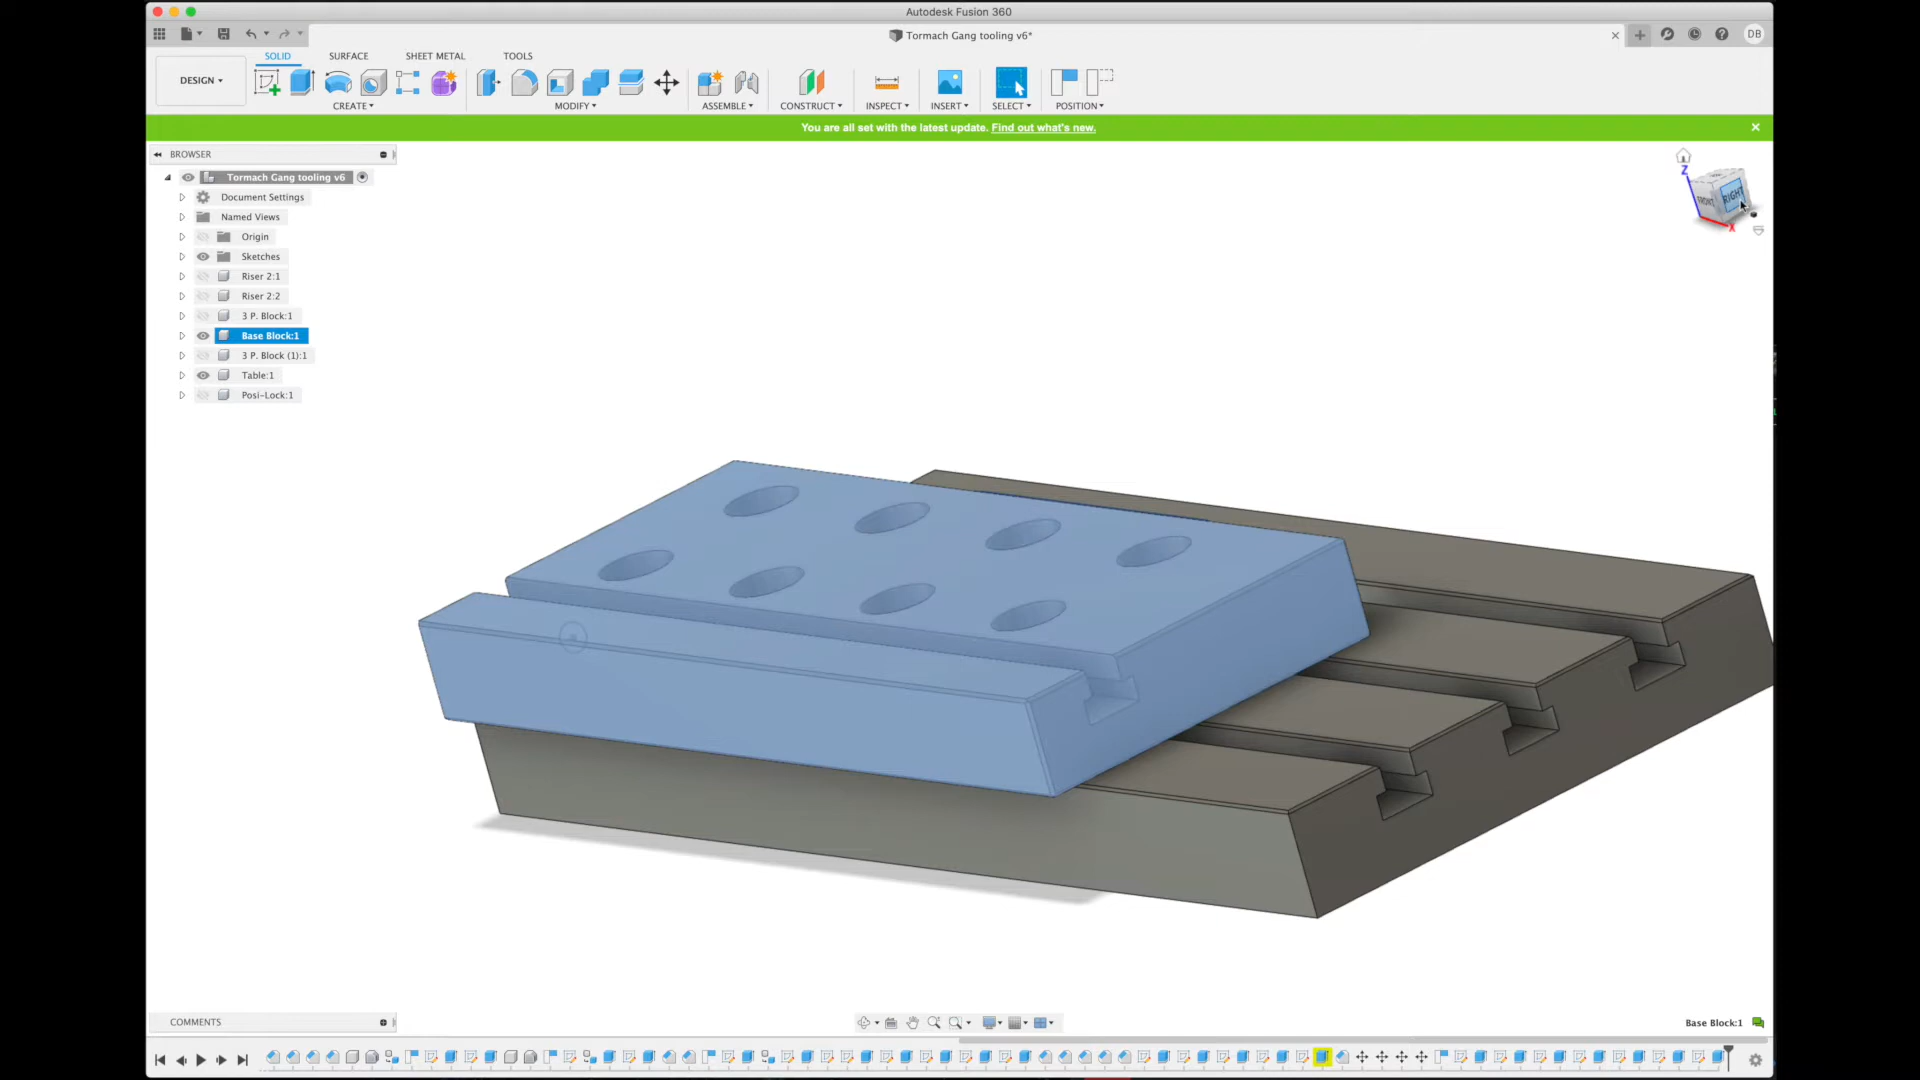 Autodesk Fusion 360
Tormach Gang tooling v6*
DB
SOLID SURFACE SHEET METAL TOOLS
DESIGN
CREATE MODIFY ASSEMBLE CONSTRUCT INSPECT INSERT SELECT POSITION
You are all set with the latest update. Find out what's new.
BROWSER
Tormach Gang tooling v6
Document Settings
Named Views
Origin
Sketches
Riser 2:1
Riser 2:2
3 P. Block:1
Base Block:1
3 P. Block (1):1
Table:1
Posi-Lock:1
Z
FRONT
RIGHT
X
COMMENTS
Base Block:1